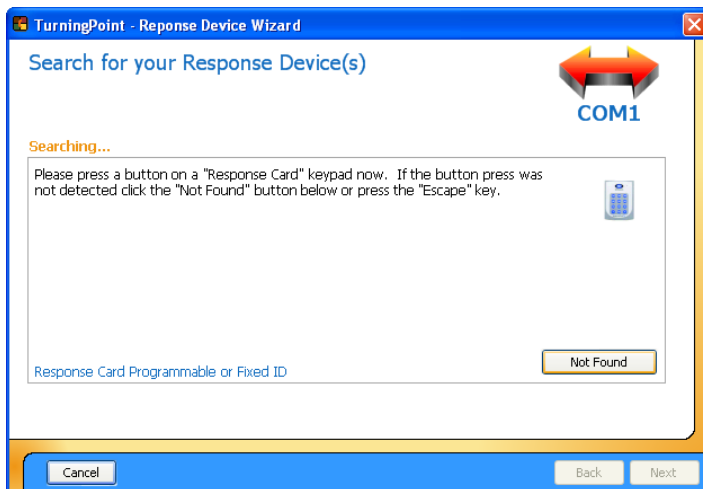 TurningPoint - Reponse Device Wizard
Search for your Response Device(s)
COM1
Searching...
Please press a button on a "Response Card" keypad now.  If the button press was
not detected click the "Not Found" button below or press the "Escape" key.
Not Found
Response Card Programmable or Fixed ID
Cancel
Back
Next